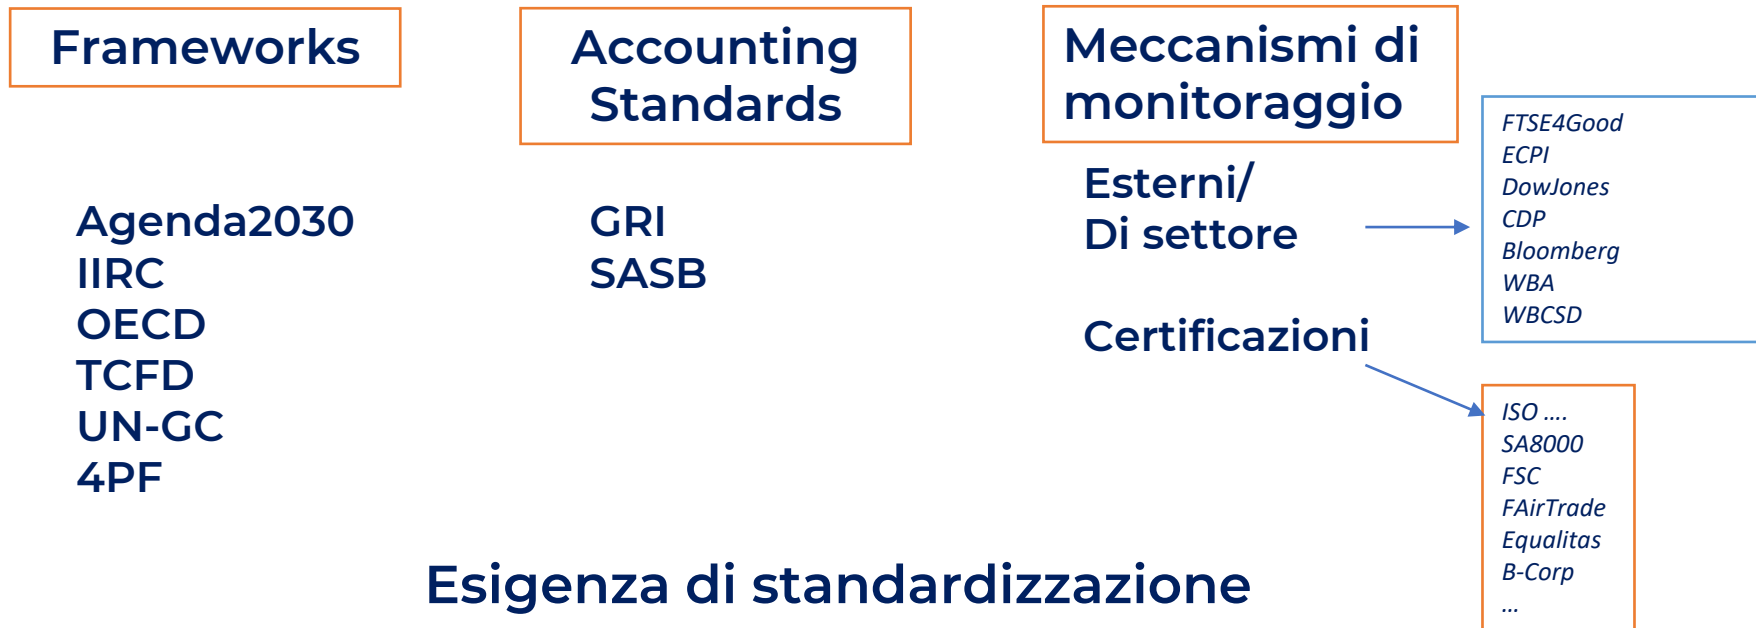 Frameworks
Agenda2030
IIRC
OECD
TCFD
UN-GC
4PF
Accounting
Standards
GRI
SASB
Meccanismi di
monitoraggio
Esterni/
Di settore
Certificazioni
FTSE4Good
ECPI
DowJones
CDP
Bloomberg
WBA
WBCSD
ISO ....
SA8000
FSC
FAirTrade
Equalitas
B-Corp
...
Esigenza di standardizzazione